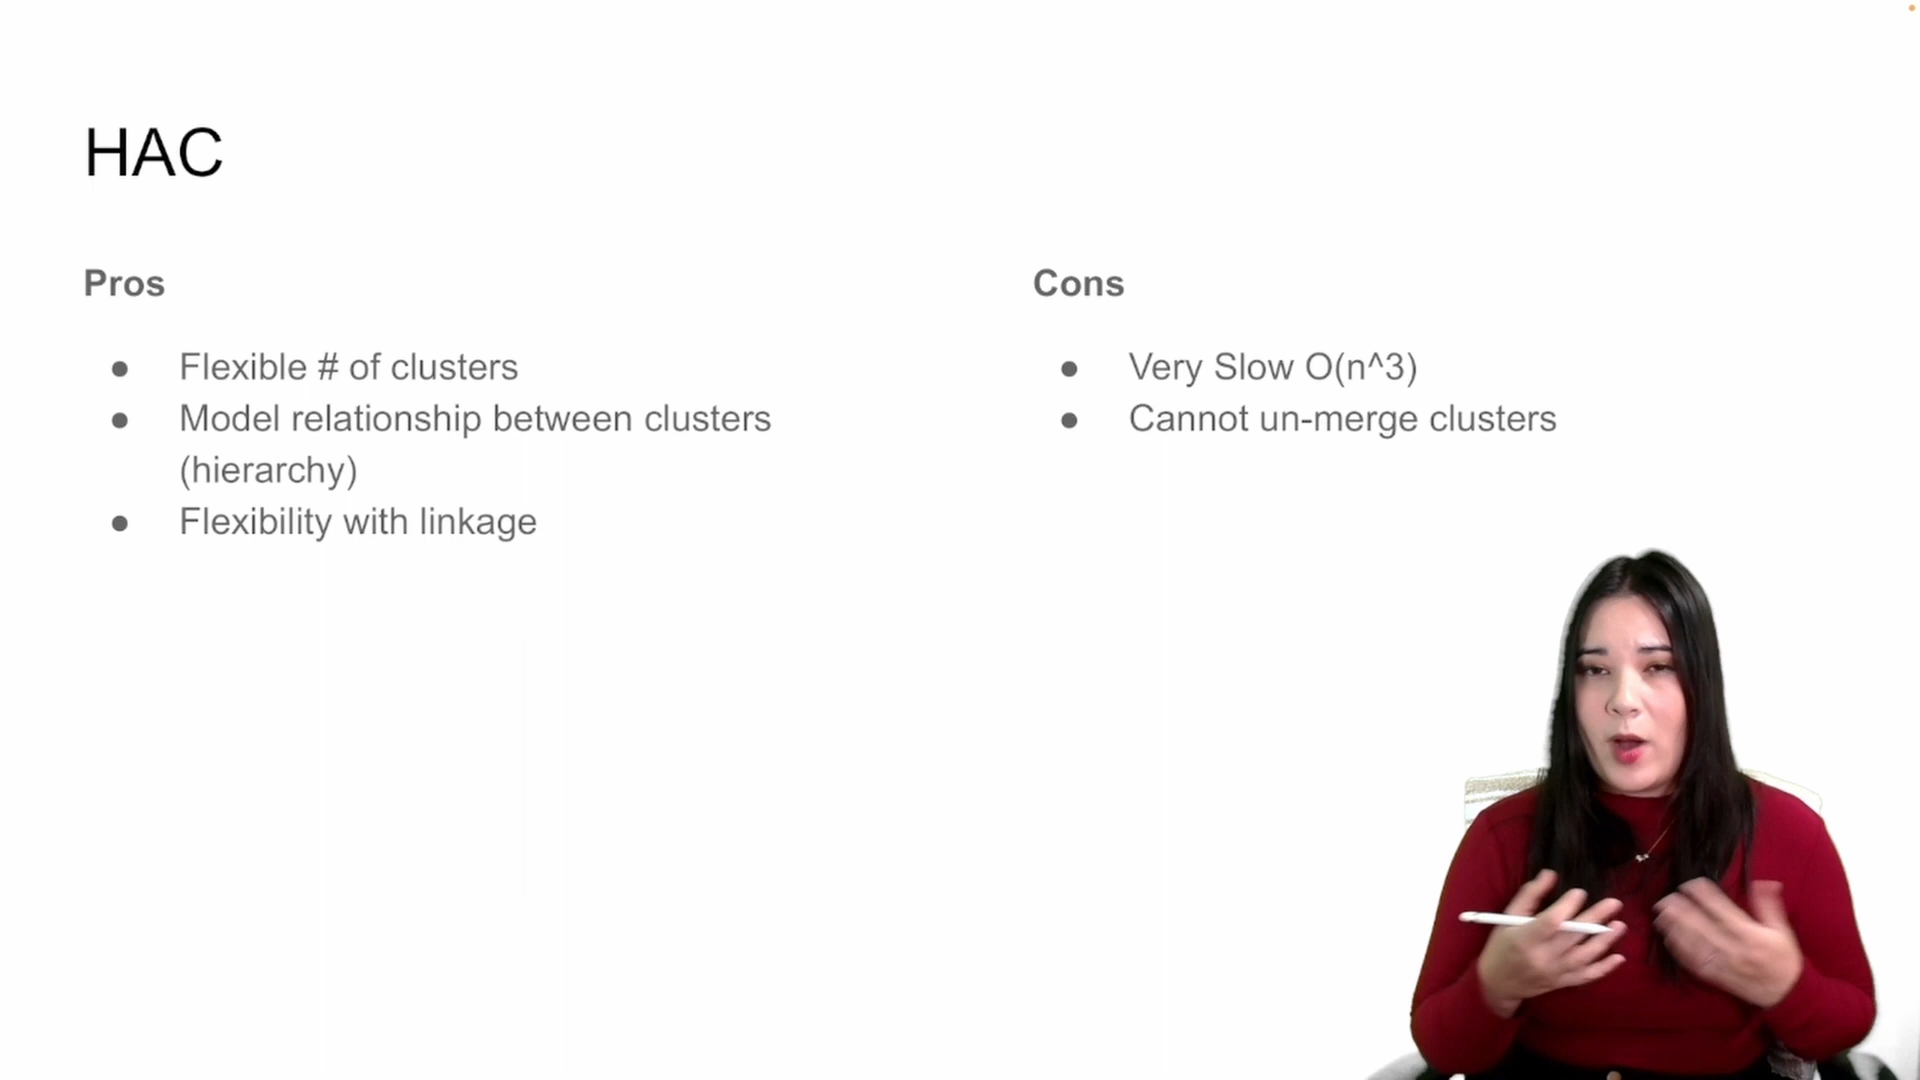 HAC
Pros
● Flexible # of clusters
● Model relationship between clusters
(hierarchy)
● Flexibility with linkage
Cons
● Very Slow O(n^3)
● Cannot un-merge clusters